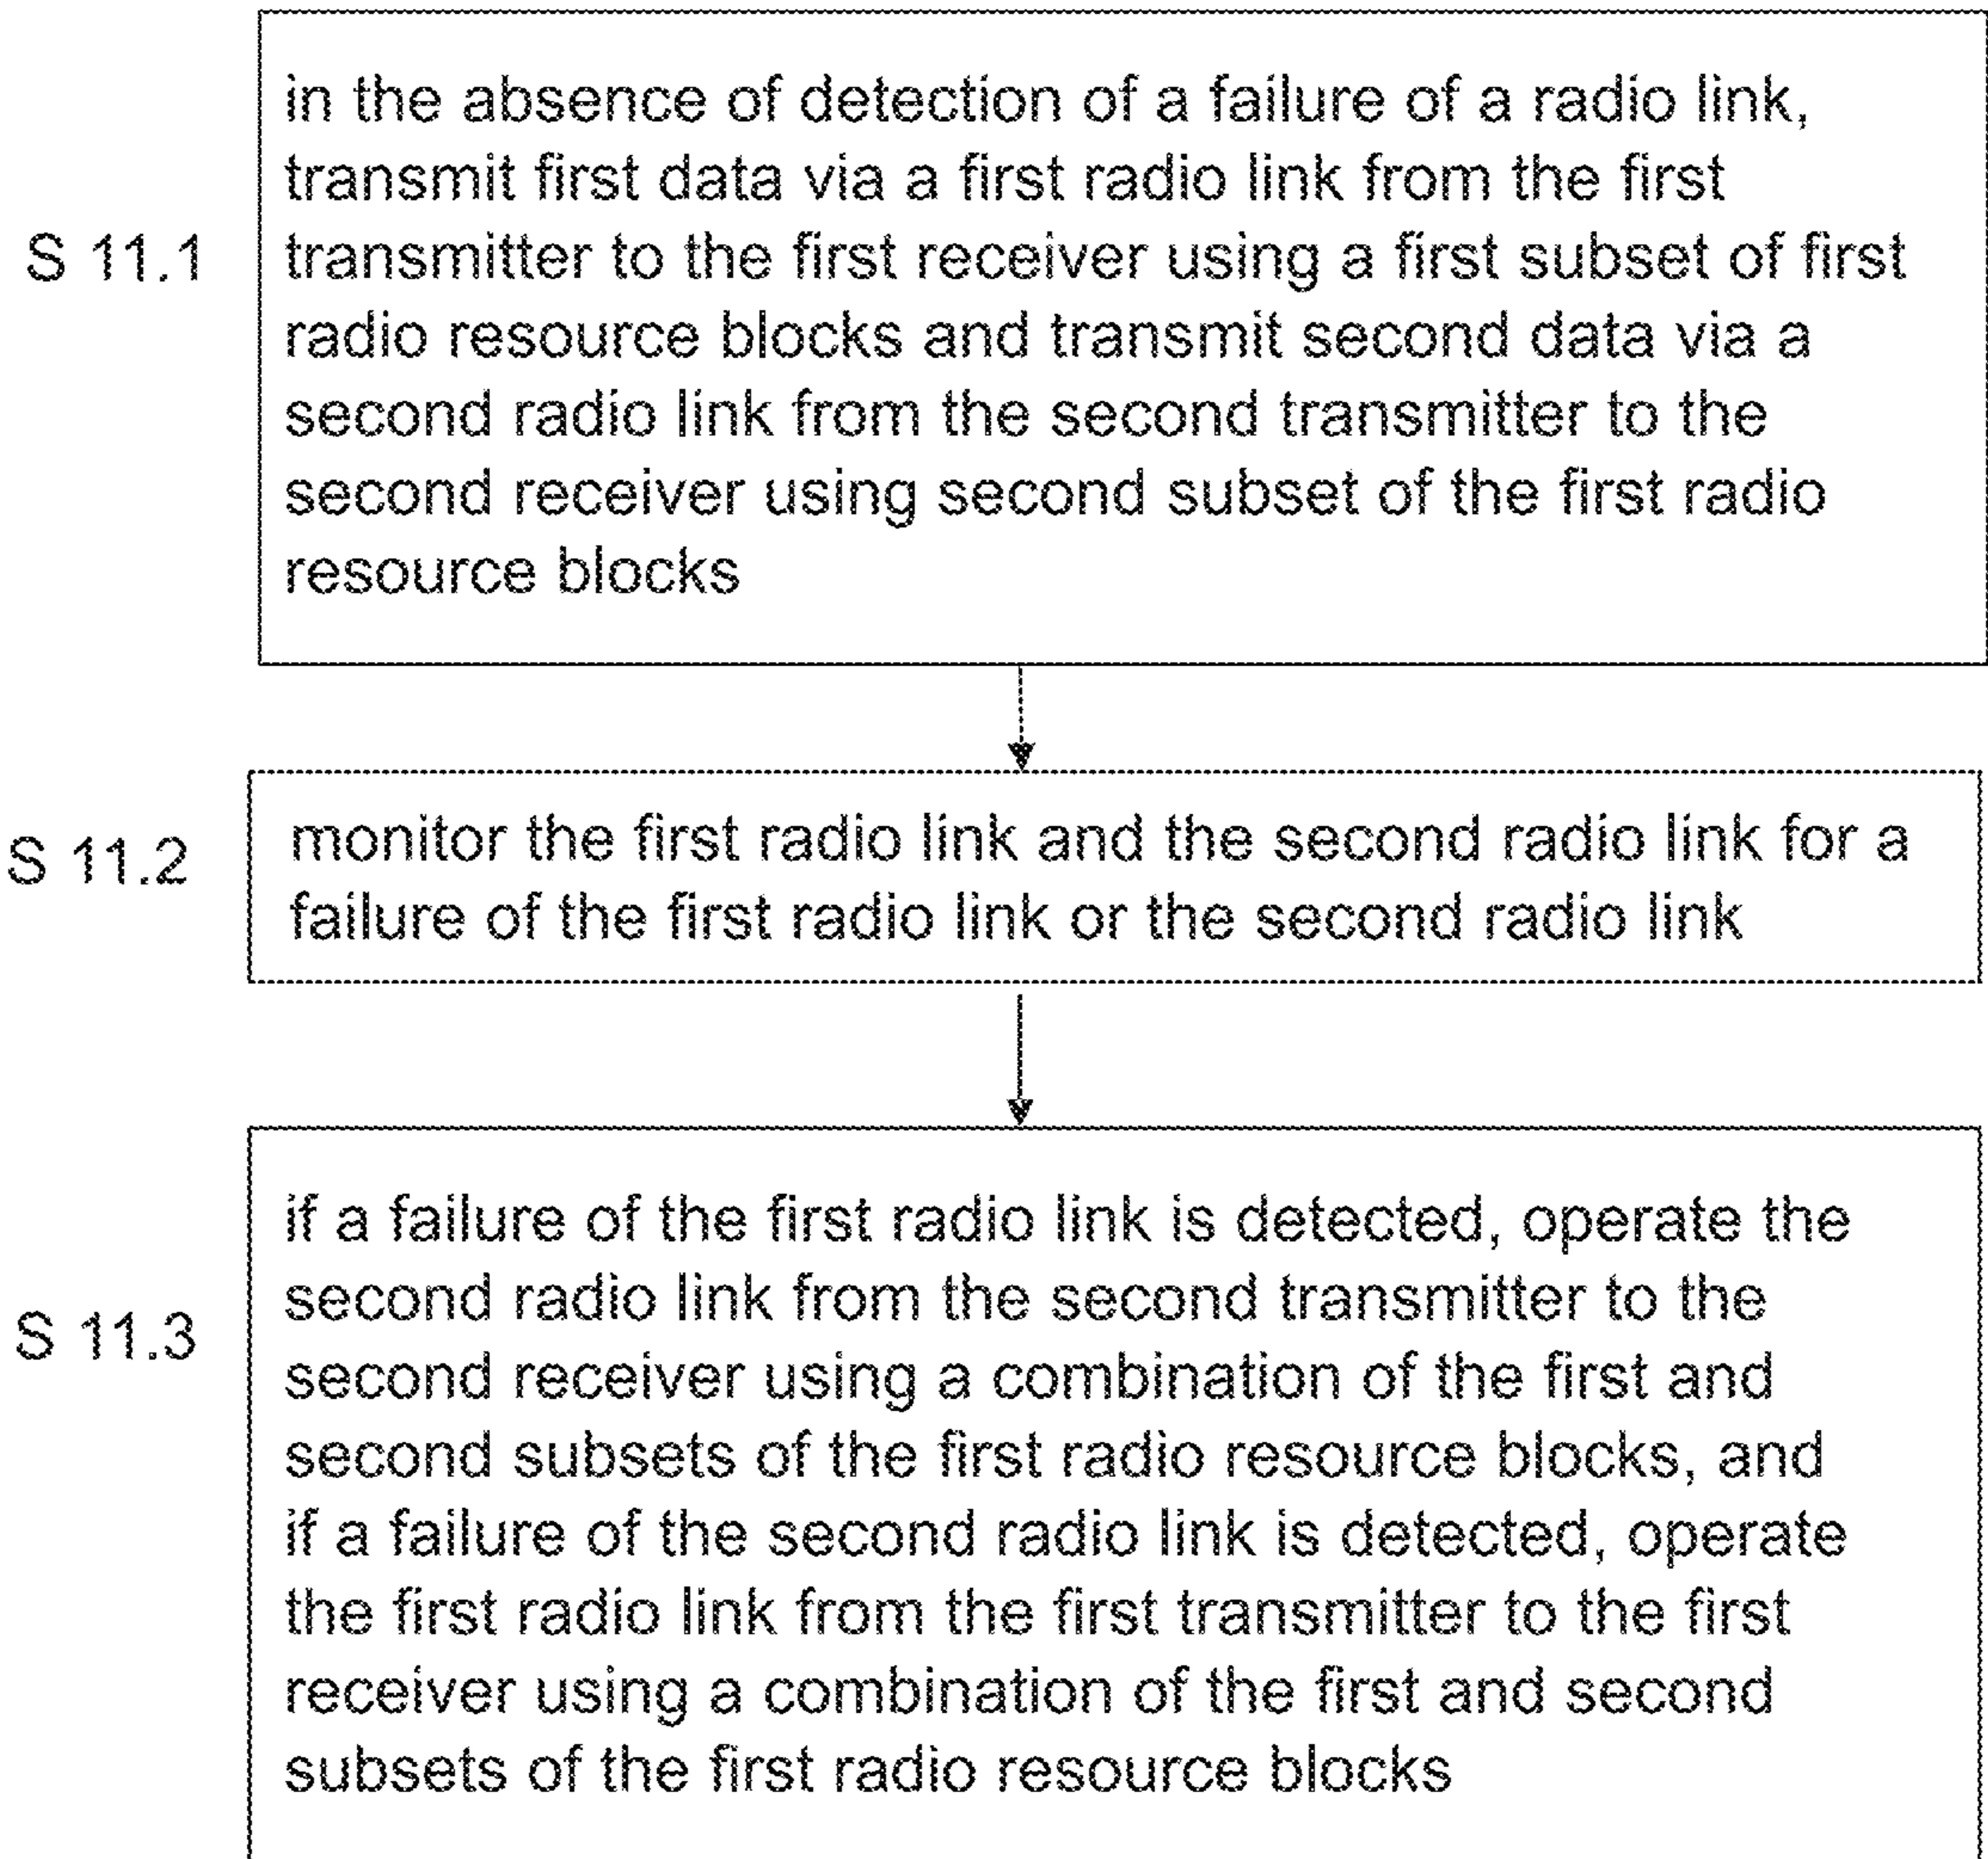 in the absence of detection of a failure of a radio link,
transmit first data via a first radio link from the first
S 11.1
transmitter to the first receiver using a first subset of first
radio resource blocks and transmit second data via a
second radio link from the second transmitter to the
second receiver using second subset of the first radio
resource blocks
S 11.2
monitor the first radio link and the second radio link for a
failure of the first radio link or the second radio link
if a failure of the first radio link is detected, operate the
second radio link from the second transmitter to the
S 11.3
second receiver using a combination of the first and
second subsets of the first radio resource blocks, and
if a failure of the second radio link is detected, operate
the first radio link from the first transmitter to the first
receiver using a combination of the first and second
subsets of the first radio resource blocks